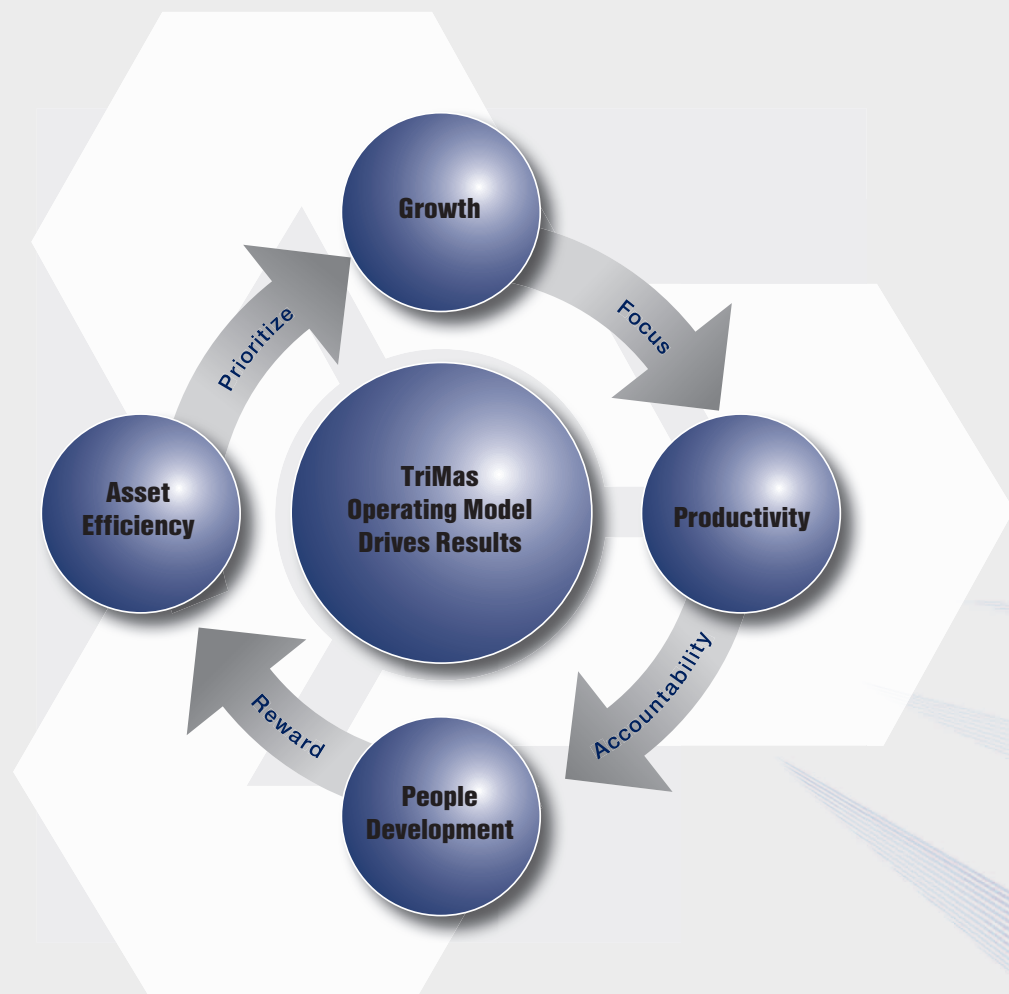 Growth
Focus
Prioritize
TriMas
Operating Model
Drives Results
Asset
Efficiency
Productivity
Accountability
Reward
People
Development